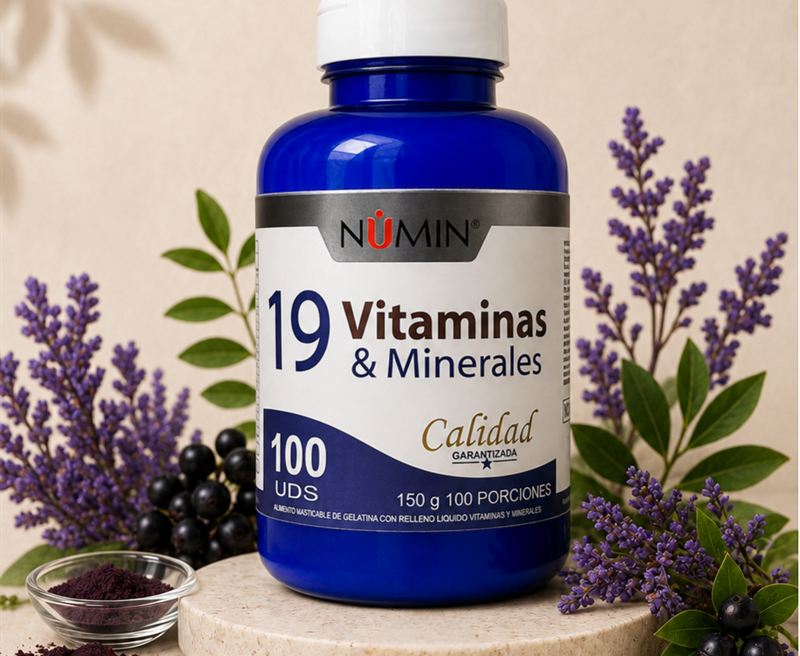 NÚMIN®
19 Vitaminas
& Minerales
Calidad
GARANTIZADA
100
UDS
150 g 100 PORCIONES
ALIMENTO MASTICABLE DE GELATINA CON RELLENO LIQUIDO VITAMINAS Y MINERALES